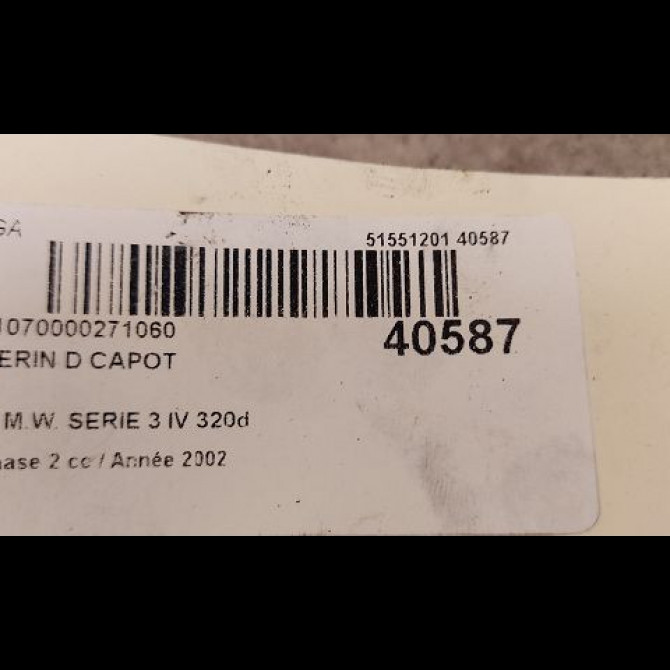 GA
51551201 40587
1070000271060
40587
ERIN D CAPOT
M.W. SERIE 3 IV 320d
hase 2 cc / Année 2002